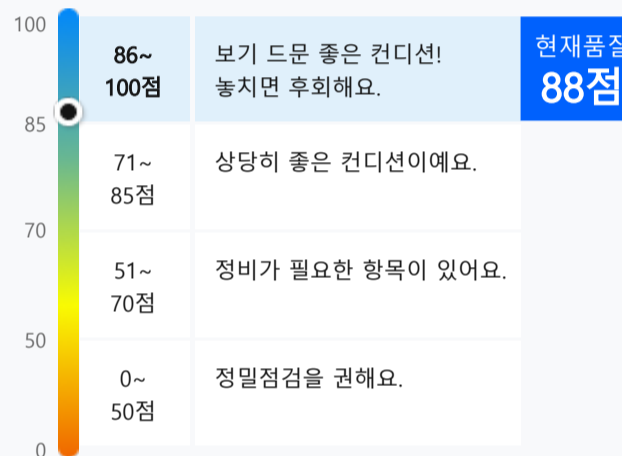 100
86~
100점
보기 드문 좋은 컨디션!
놓치면 후회해요.
현재품질
88점
85
71~
85점
상당히 좋은 컨디션이예요.
70
51~
70점
정비가 필요한 항목이 있어요.
50
0~
50점
정밀점검을 권해요.
0